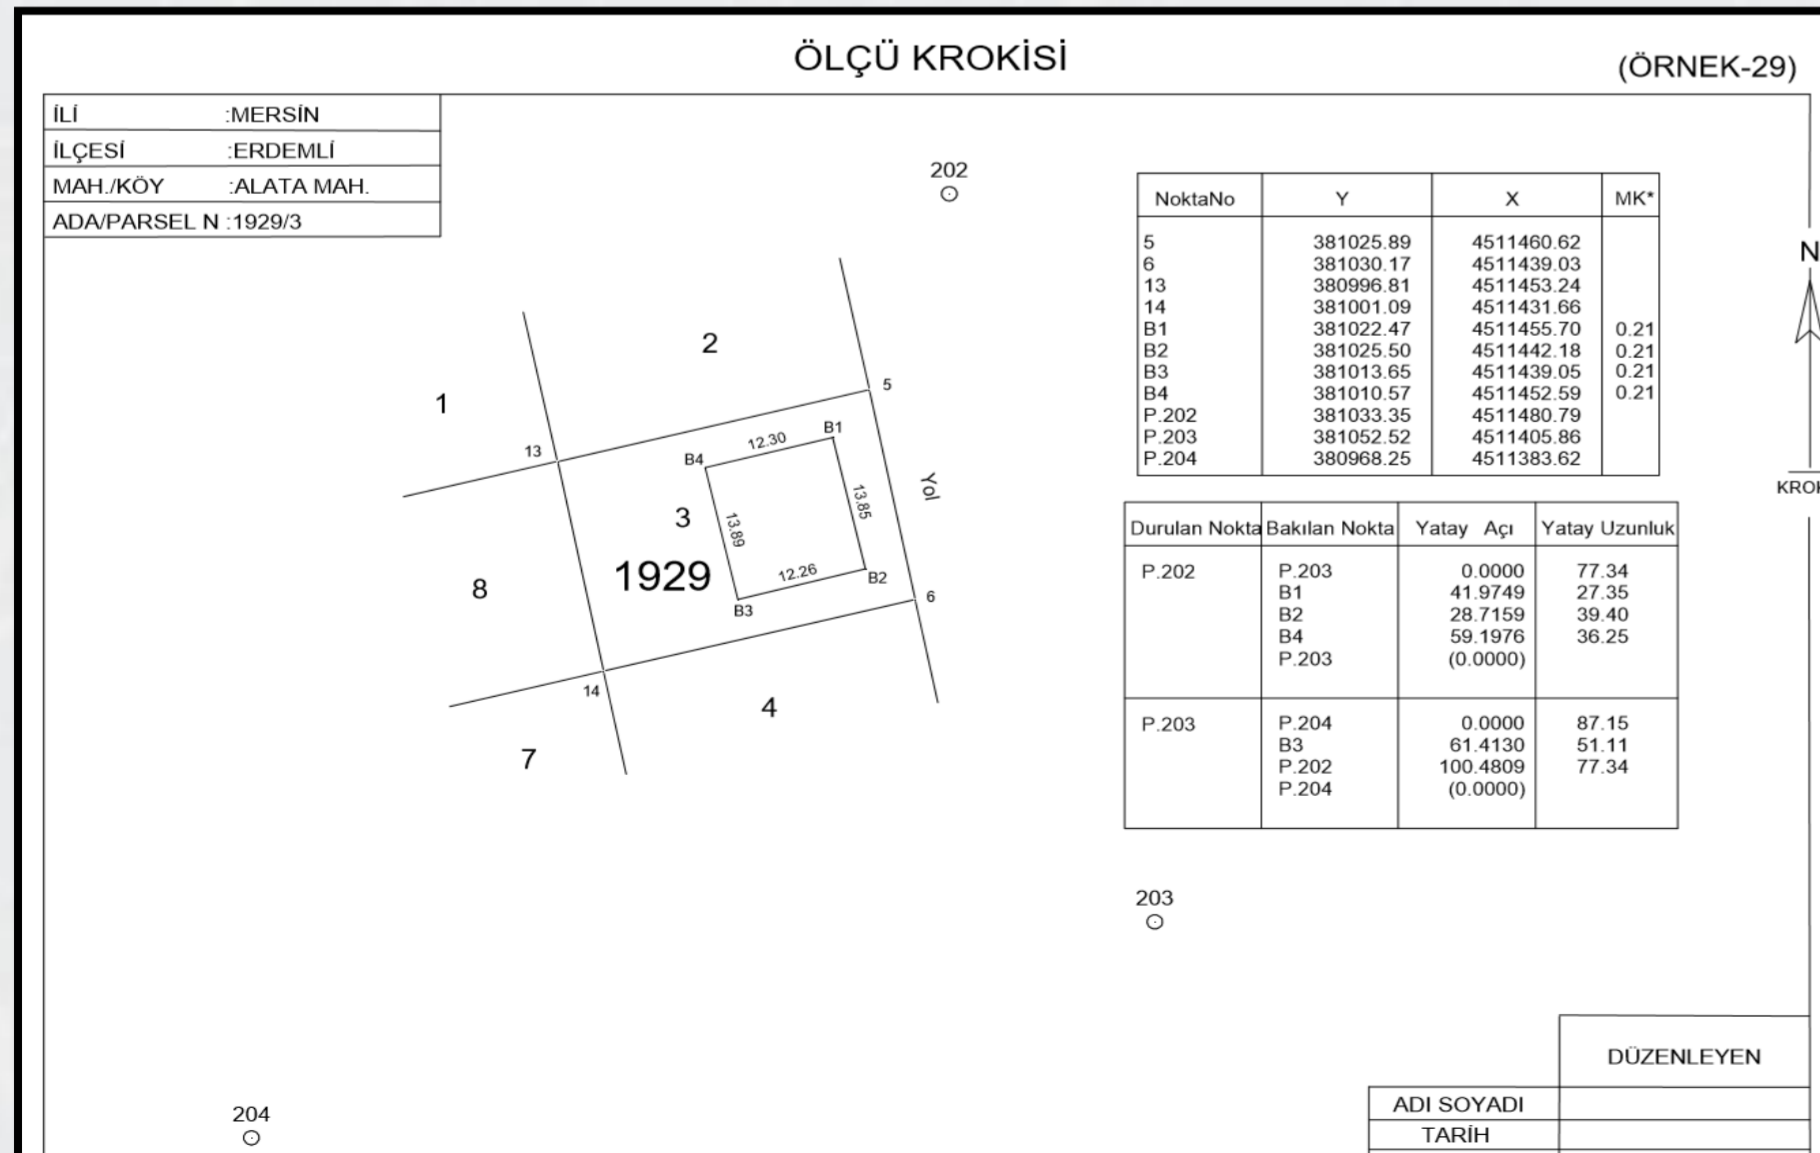 ÖLÇÜ KROKİSİ
(ÖRNEK-29)
İLİ :MERSİN
İLÇESİ :ERDEMLİ
MAH./KÖY :ALATA MAH.
ADA/PARSEL N :1929/3
202
2
1
5
13
B1
12.30
B4
Yol
13.85
3
13.89
1929
12.26
B2
8
B3
6
14
4
7
NoktaNo Y X MK*
5 381025.89 4511460.62
6 381030.17 4511439.03
13 380996.81 4511453.24
14 381001.09 4511431.66
B1 381022.47 4511455.70 0.21
B2 381025.50 4511442.18 0.21
B3 381013.65 4511439.05 0.21
B4 381010.57 4511452.59 0.21
P.202 381033.35 4511480.79
P.203 381052.52 4511405.86
P.204 380968.25 4511383.62
N
Durulan Nokta Bakılan Nokta Yatay Açı Yatay Uzunluk
P.202 P.203 0.0000 77.34
B1 41.9749 27.35
B2 28.7159 39.40
B4 59.1976 36.25
P.203 (0.0000)
P.203 P.204 0.0000 87.15
B3 61.4130 51.11
P.202 100.4809 77.34
P.204 (0.0000)
203
204
DÜZENLEYEN
ADI SOYADI
TARİH